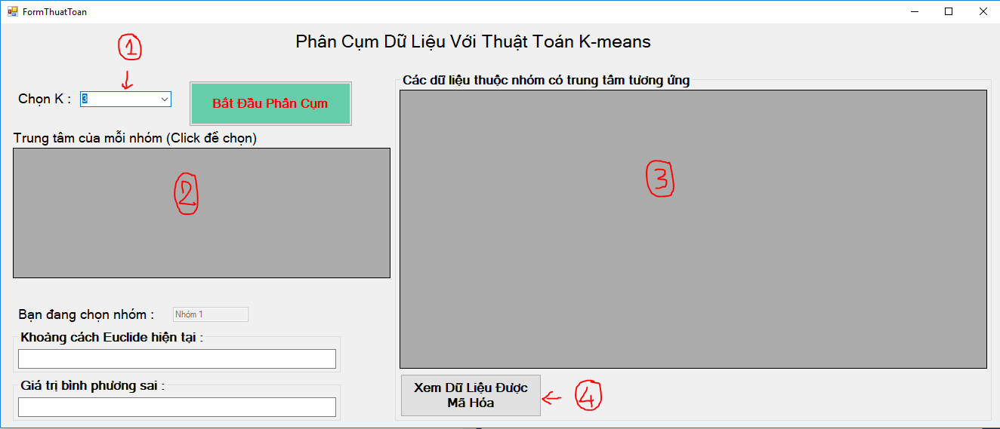 FormThuatToan
Phân Cụm Dữ Liệu Với Thuật Toán K-means
1
Chọn K :
3
Bắt Đầu Phân Cụm
Trung tâm của mỗi nhóm (Click để chọn)
2
Bạn đang chọn nhóm :
Nhóm 1
Khoảng cách Euclide hiện tại :
Giá trị bình phương sai :
Các dữ liệu thuộc nhóm có trung tâm tương ứng
3
Xem Dữ Liệu Được
Mã Hóa
4